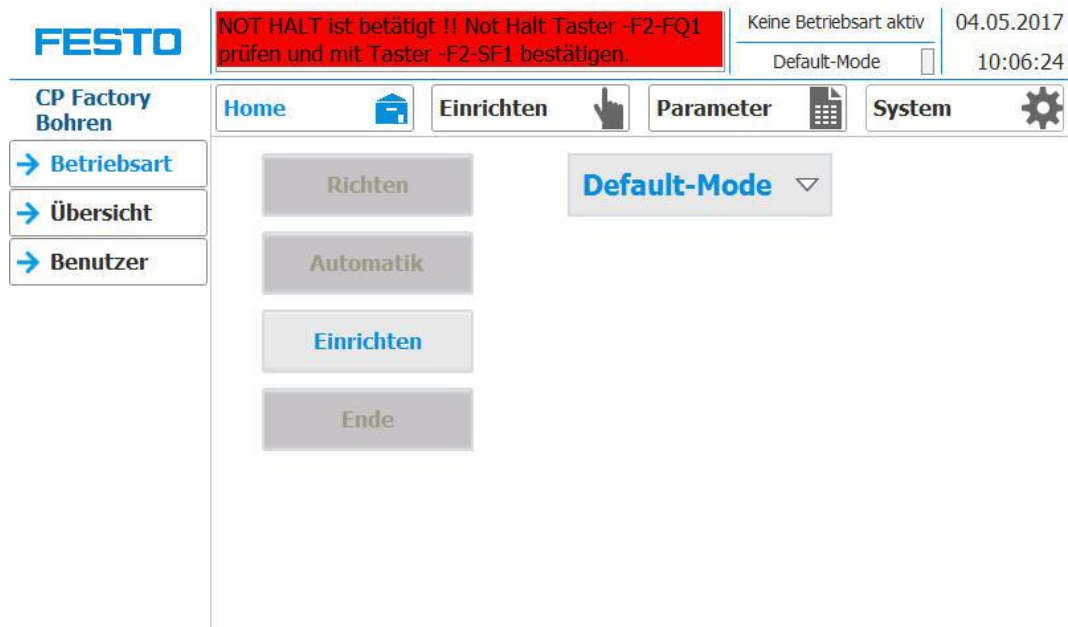 FESTO
NOT HALT ist betätigt !! Not Halt Taster -F2-FQ1
prüfen und mit Taster -F2-SF1 bestätigen.
Keine Betriebsart aktiv
Default-Mode
04.05.2017
10:06:24
CP Factory
Bohren
Home
Einrichten
Parameter
System
Betriebsart
Übersicht
Benutzer
Richten
Automatik
Einrichten
Ende
Default-Mode